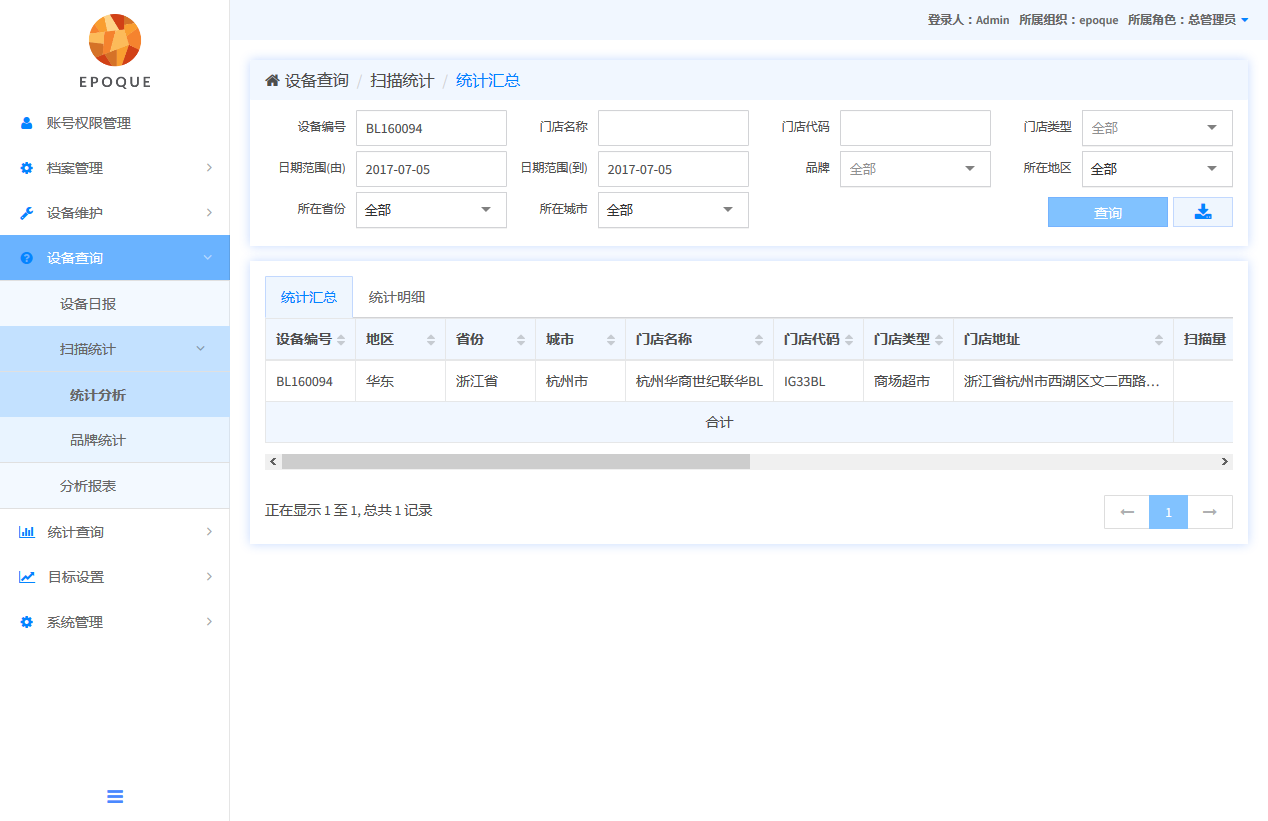 登录人：Admin 所属组织：epoque 所属角色：总管理员
EPOQUE
账号权限管理
档案管理
设备维护
设备查询
设备日报
扫描统计
统计分析
品牌统计
分析报表
统计查询
目标设置
系统管理
设备查询 / 扫描统计 / 统计汇总
设备编号 BL160094 门店名称 门店代码 门店类型 全部
日期范围(由) 2017-07-05 日期范围(到) 2017-07-05 品牌 全部 所在地区 全部
所在省份 全部 所在城市 全部 查询
统计汇总 统计明细
设备编号 地区 省份 城市 门店名称 门店代码 门店类型 门店地址 扫描量
BL160094 华东 浙江省 杭州市 杭州华商世纪联华BL IG33BL 商场超市 浙江省杭州市西湖区文二西路…
合计
正在显示 1 至 1, 总共 1 记录
← 1 →